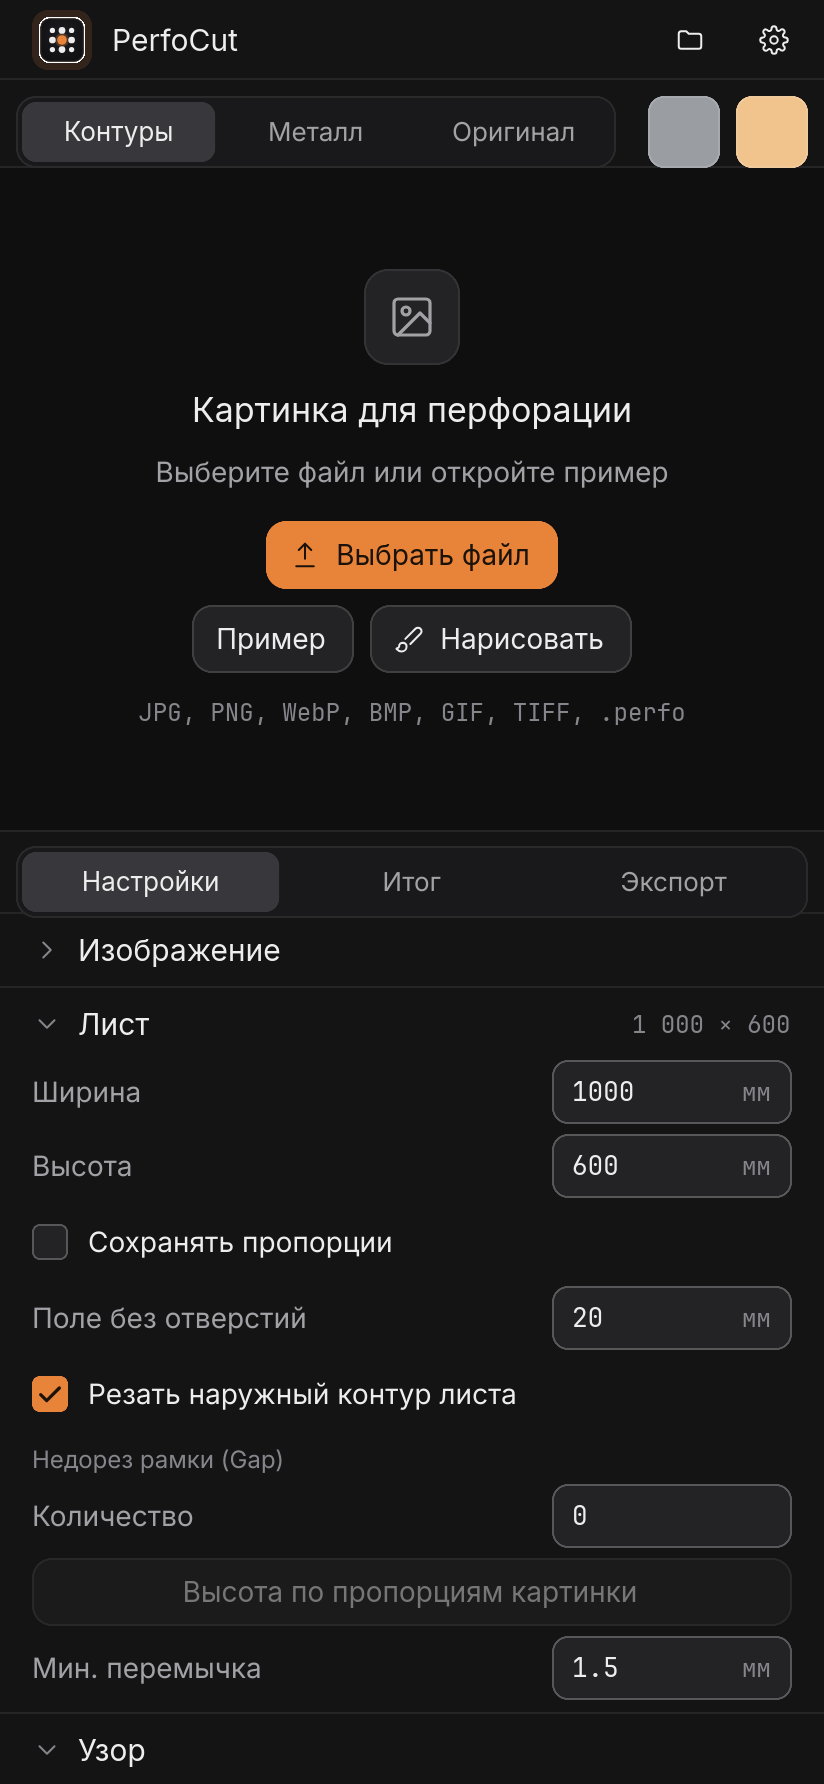 PerfoCut
Контуры Металл Оригинал
Картинка для перфорации
Выберите файл или откройте пример
Выбрать файл
Пример Нарисовать
JPG, PNG, WebP, BMP, GIF, TIFF, .perfo
Настройки Итог Экспорт
Изображение
Лист 1 000 × 600
Ширина 1000 мм
Высота 600 мм
Сохранять пропорции
Поле без отверстий 20 мм
Резать наружный контур листа
Недорез рамки (Gap)
Количество 0
Высота по пропорциям картинки
Мин. перемычка 1.5 мм
Узор